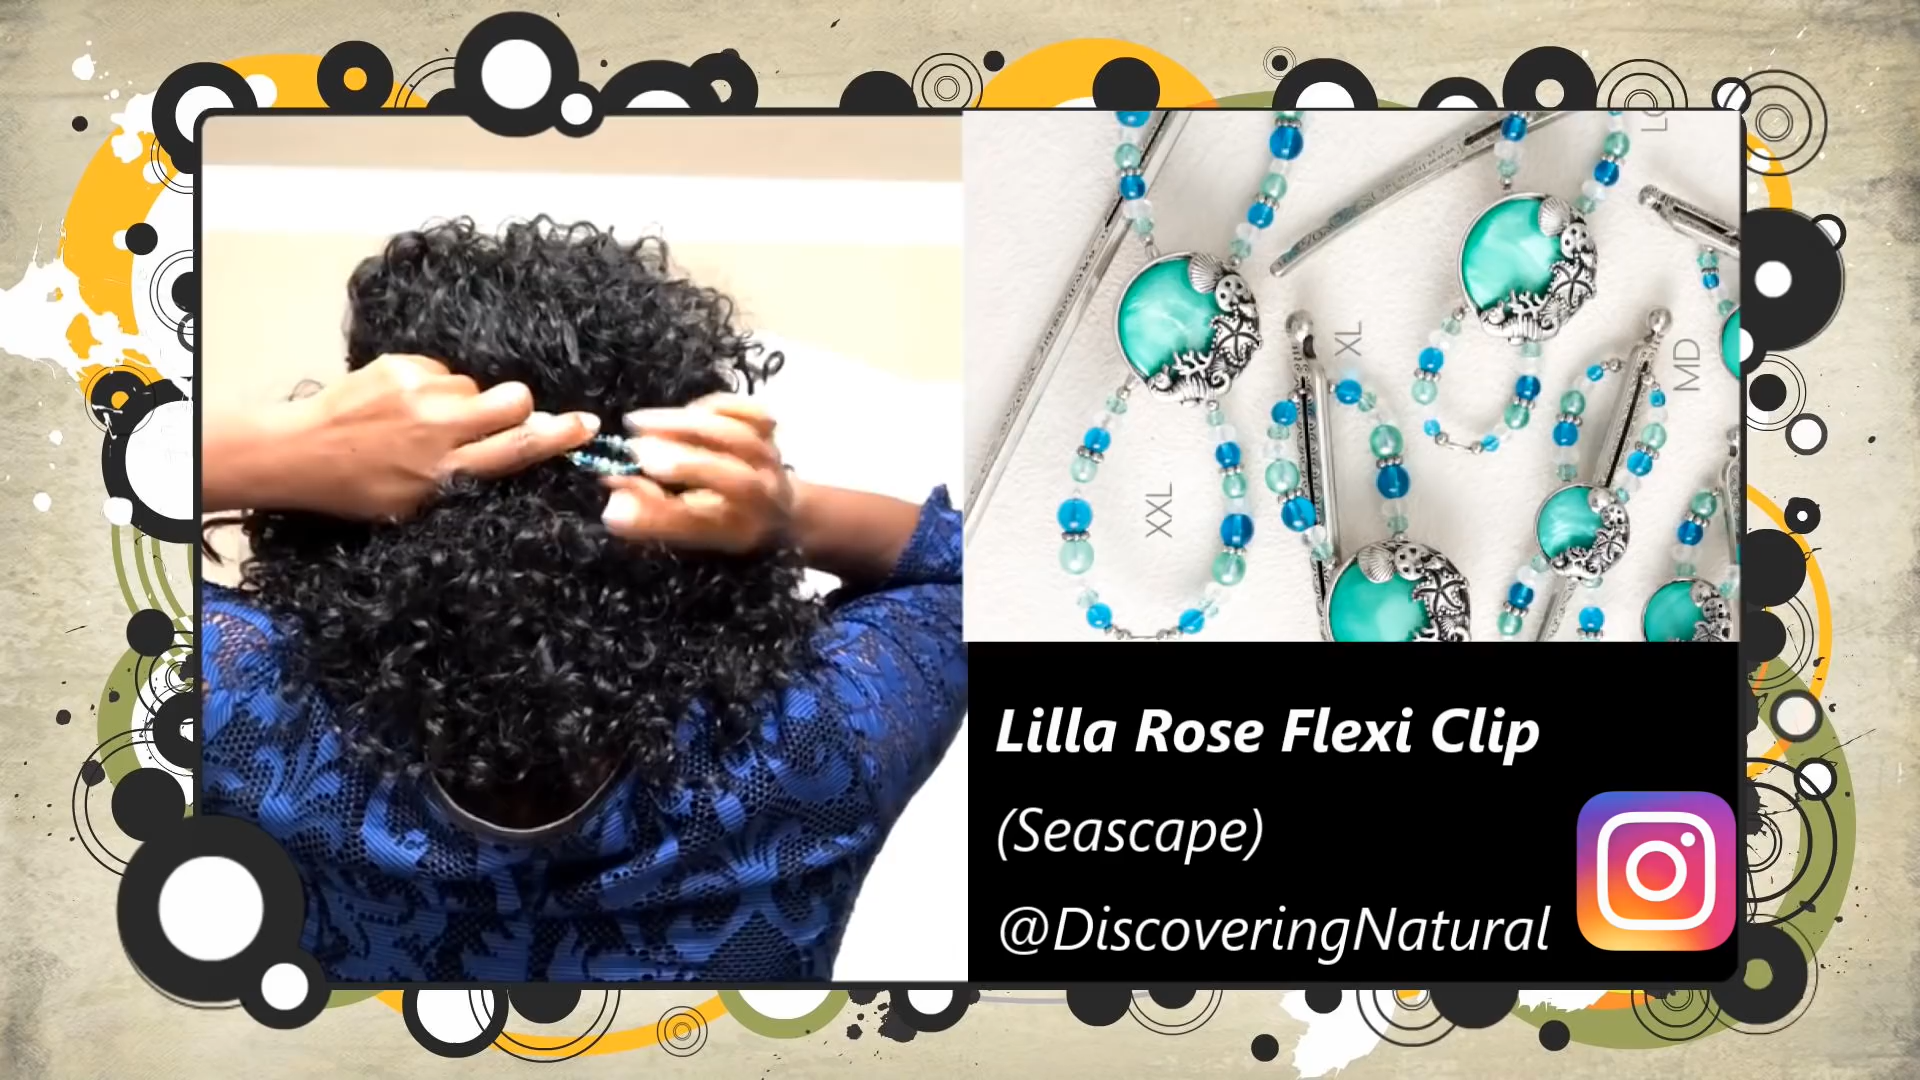 XL
MD
XXL
Lilla Rose Flexi Clip
(Seascape)
@DiscoveringNatural